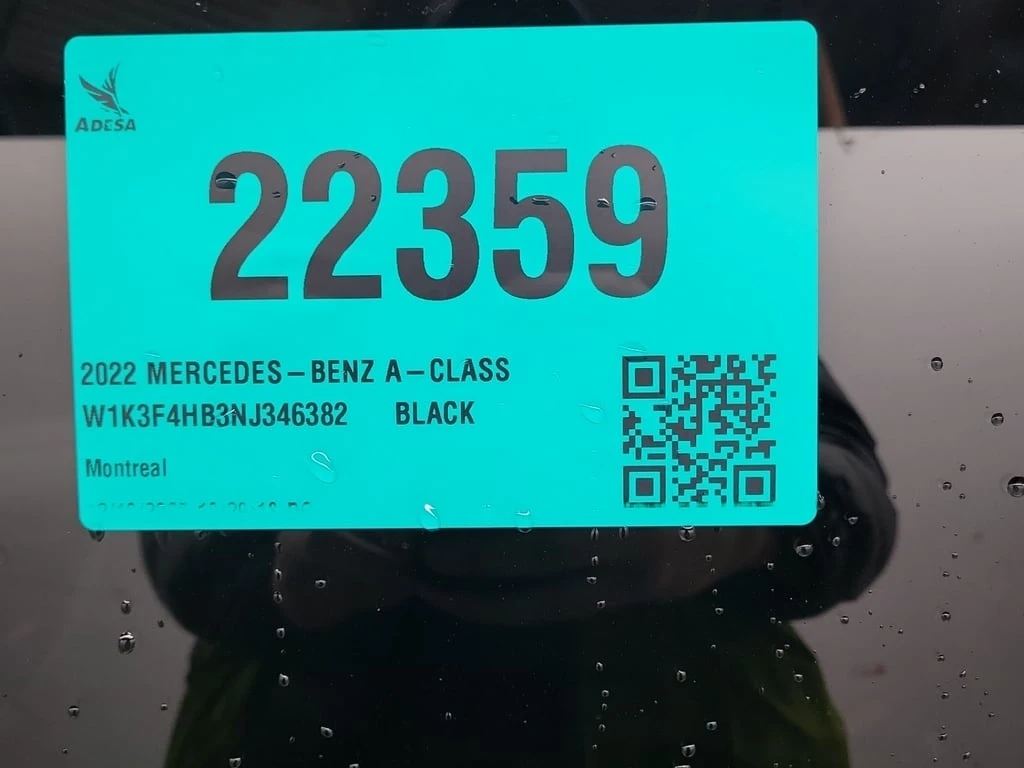 ADESA
22359
2022 MERCEDES-BENZ A-CLASS
W1K3F4HB3NJ346382 BLACK
Montreal